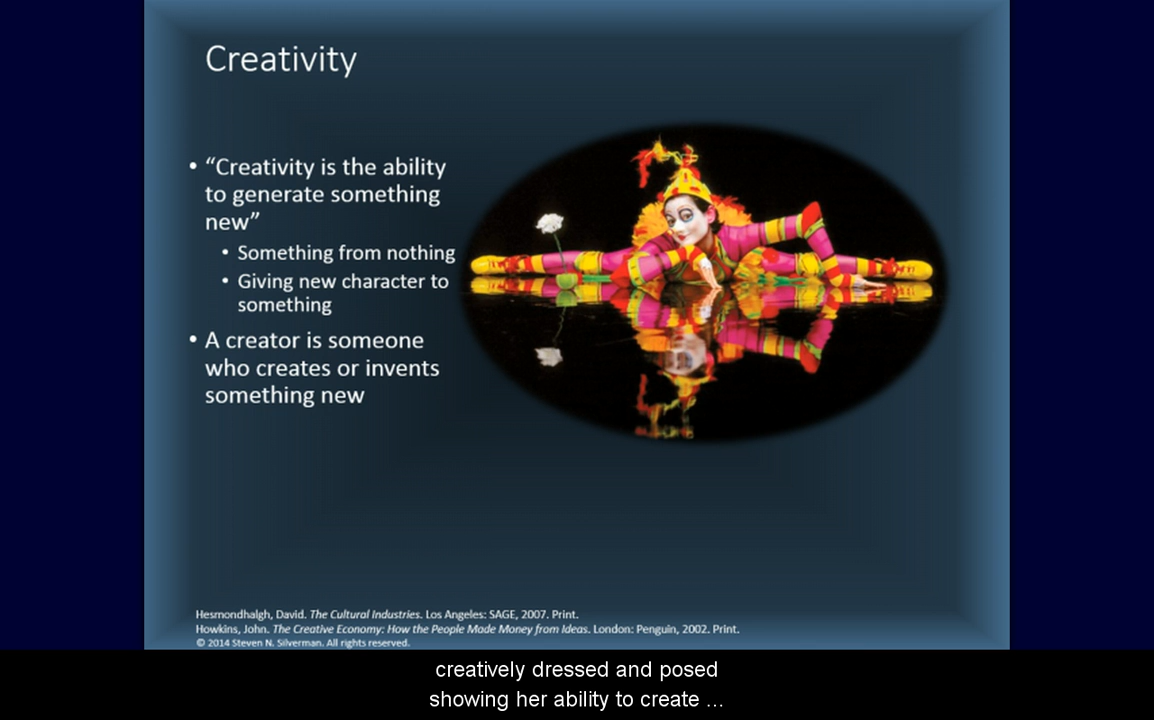 Creativity
• “Creativity is the ability
to generate something
new”
• Something from nothing
• Giving new character to
something
• A creator is someone
who creates or invents
something new
Hesmondhalgh, David. The Cultural Industries. Los Angeles: SAGE, 2007. Print.
Howkins, John. The Creative Economy: How the People Made Money from Ideas. London: Penguin, 2002. Print.
© 2014 Steven N. Silverman. All rights reserved.
creatively dressed and posed
showing her ability to create ...